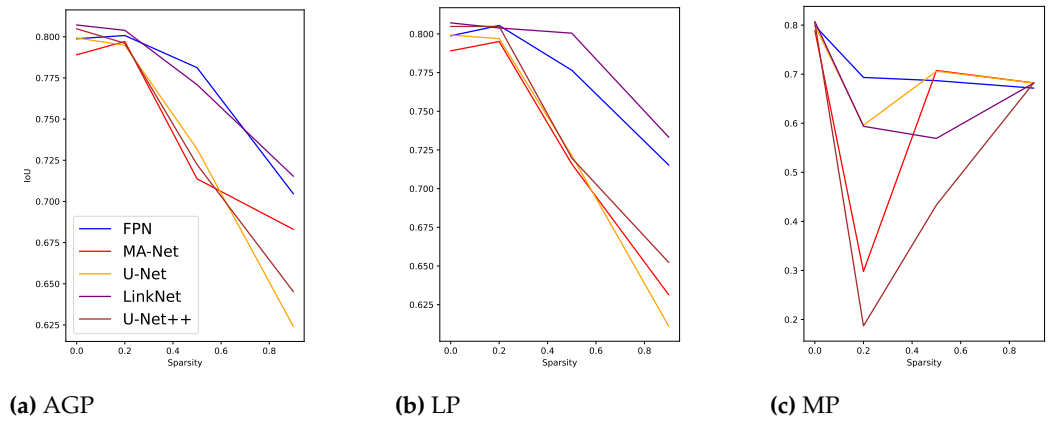 0.800
0.775
0.750
0.725
0.700
0.675
0.650
0.625
IoU
0.0 0.2 0.4 0.6 0.8
Sparsity
FPN
MA-Net
U-Net
LinkNet
U-Net++
(a) AGP
0.800
0.775
0.750
0.725
0.700
0.675
0.650
0.625
0.0 0.2 0.4 0.6 0.8
Sparsity
(b) LP
0.8
0.7
0.6
0.5
0.4
0.3
0.2
0.0 0.2 0.4 0.6 0.8
Sparsity
(c) MP